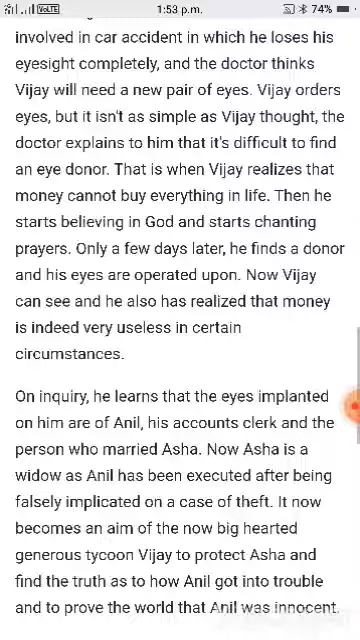 VoLTE 1:53 p.m. 74%
involved in car accident in which he loses his
eyesight completely, and the doctor thinks
Vijay will need a new pair of eyes. Vijay orders
eyes, but it isn't as simple as Vijay thought, the
doctor explains to him that it's difficult to find
an eye donor. That is when Vijay realizes that
money cannot buy everything in life. Then he
starts believing in God and starts chanting
prayers. Only a few days later, he finds a donor
and his eyes are operated upon. Now Vijay
can see and he also has realized that money
is indeed very useless in certain
circumstances.
On inquiry, he learns that the eyes implanted
on him are of Anil, his accounts clerk and the
person who married Asha. Now Asha is a
widow as Anil has been executed after being
falsely implicated on a case of theft. It now
becomes an aim of the now big hearted
generous tycoon Vijay to protect Asha and
find the truth as to how Anil got into trouble
and to prove the world that Anil was innocent.